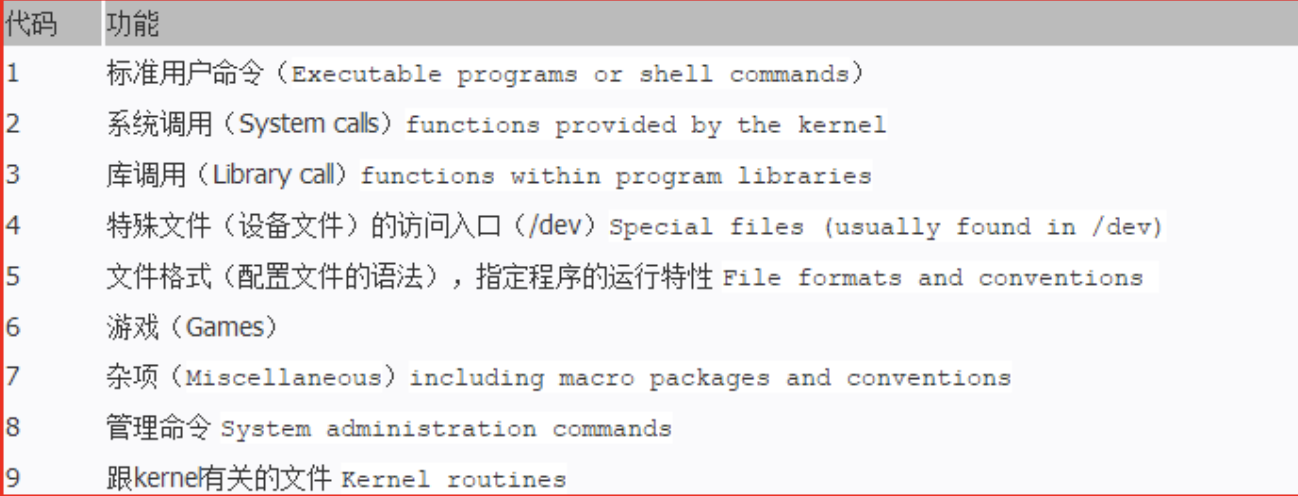 代码 功能
1 标准用户命令（Executable programs or shell commands）
2 系统调用（System calls）functions provided by the kernel
3 库调用（Library call）functions within program libraries
4 特殊文件（设备文件）的访问入口（/dev）Special files (usually found in /dev)
5 文件格式（配置文件的语法），指定程序的运行特性 File formats and conventions
6 游戏（Games）
7 杂项（Miscellaneous）including macro packages and conventions
8 管理命令 System administration commands
9 跟kernel有关的文件 Kernel routines